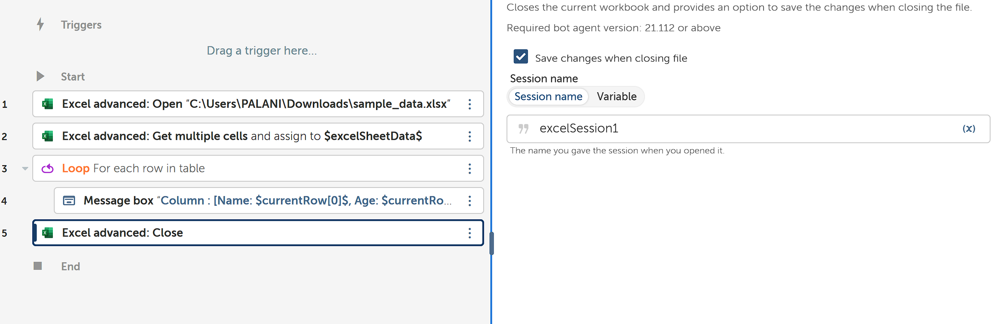 Triggers
Drag a trigger here...
Start
1 Excel advanced: Open “C:\Users\PALANI\Downloads\sample_data.xlsx”
2 Excel advanced: Get multiple cells and assign to $excelSheetData$
3 Loop For each row in table
4 Message box “Column : [Name: $currentRow[0]$, Age: $currentRo...
5 Excel advanced: Close
End
Closes the current workbook and provides an option to save the changes when closing the file.
Required bot agent version: 21.112 or above
Save changes when closing file
Session name
Session name Variable
excelSession1 (x)
The name you gave the session when you opened it.